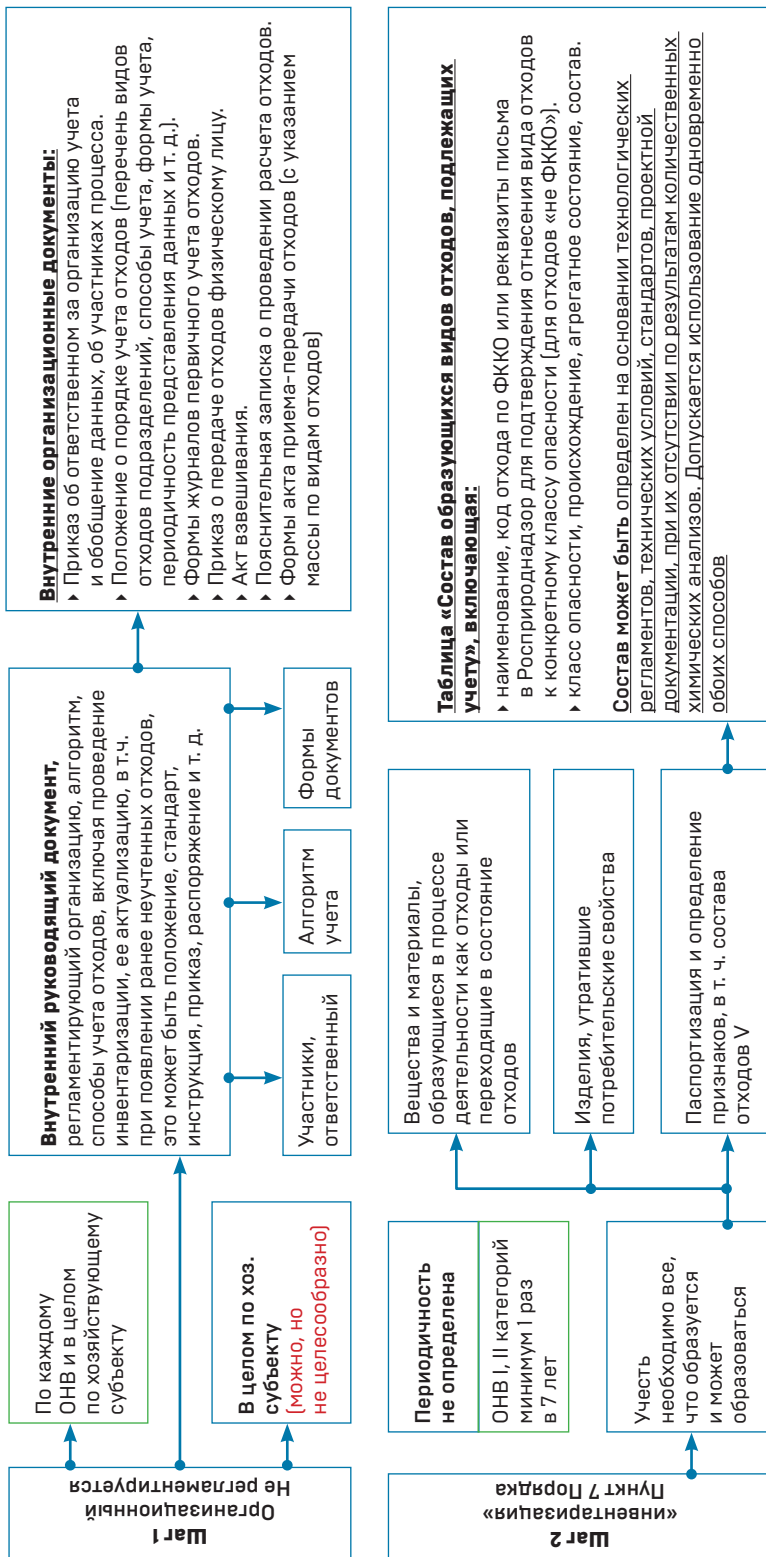 Шаг 1
Организационный
Не регламентируется
По каждому
ОНВ и в целом
по хозяйствующему
субъекту
В целом по хоз.
субъекту
(можно, но
не целесообразно)
Внутренний руководящий документ,
регламентирующий организацию, алгоритм,
способы учета отходов, включая проведение
инвентаризации, ее актуализацию, в т.ч.
при появлении ранее неучтенных отходов,
это может быть положение, стандарт,
инструкция, приказ, распоряжение и т. д.
Участники,
ответственный
Алгоритм
учета
Формы
документов
Внутренние организационные документы:
▸ Приказ об ответственном за организацию учета
и обобщение данных, об участниках процесса.
▸ Положение о порядке учета отходов (перечень видов
отходов подразделений, способы учета, формы учета,
периодичность представления данных и т. д.).
▸ Формы журналов первичного учета отходов.
▸ Приказ о передаче отходов физическому лицу.
▸ Акт взвешивания.
▸ Пояснительная записка о проведении расчета отходов.
▸ Формы акта приема-передачи отходов (с указанием
массы по видам отходов)
Шаг 2
«инвентаризация»
Пункт 7 Порядка
Периодичность
не определена
ОНВ I, II категорий
минимум 1 раз
в 7 лет
Учесть
необходимо все,
что образуется
и может
образоваться
Вещества и материалы,
образующиеся в процессе
деятельности как отходы или
переходящие в состояние
отходов
Изделия, утратившие
потребительские свойства
Паспортизация и определение
признаков, в т. ч. состава
отходов V
Таблица «Состав образующихся видов отходов, подлежащих
учету», включающая:
▸ наименование, код отхода по ФККО или реквизиты письма
в Росприроднадзор для подтверждения отнесения вида отходов
к конкретному классу опасности (для отходов «не ФККО»).
▸ класс опасности, происхождение, агрегатное состояние, состав.
Состав может быть определен на основании технологических
регламентов, технических условий, стандартов, проектной
документации, при их отсутствии по результатам количественных
химических анализов. Допускается использование одновременно
обоих способов